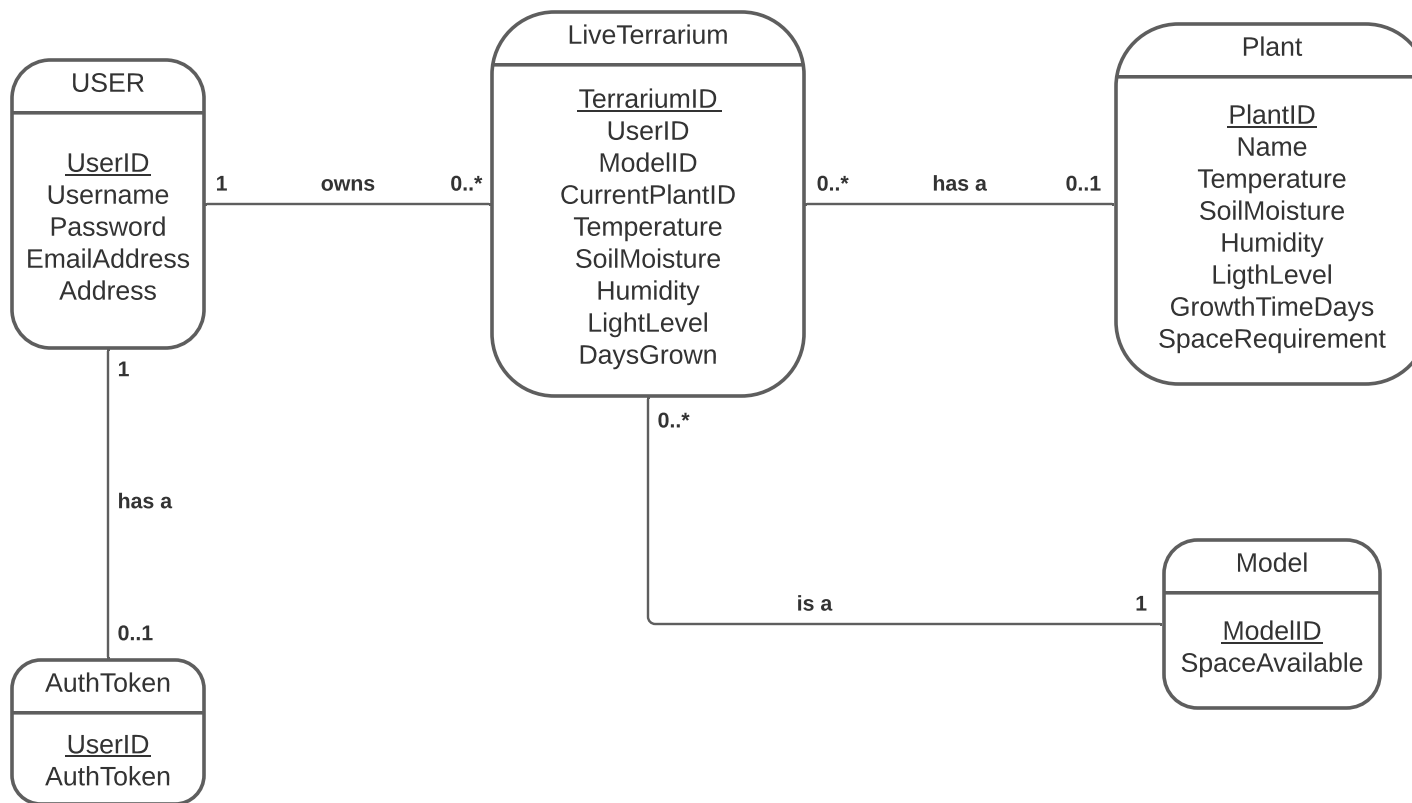 USER
UserID
Username
Password
EmailAddress
Address
1
owns
0..*
LiveTerrarium
TerrariumID
UserID
ModelID
CurrentPlantID
Temperature
SoilMoisture
Humidity
LightLevel
DaysGrown
0..*
has a
0..1
Plant
PlantID
Name
Temperature
SoilMoisture
Humidity
LigthLevel
GrowthTimeDays
SpaceRequirement
1
has a
0..1
AuthToken
UserID
AuthToken
0..*
is a
1
Model
ModelID
SpaceAvailable